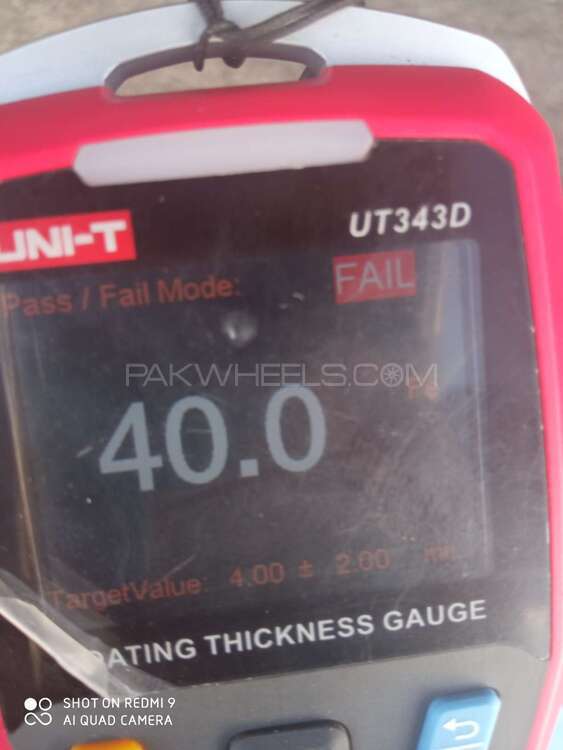 UNI-T
UT343D
Pass / Fail Mode: FAIL
PAKWHEELS.COM
40.0
TargetValue: 4.00 ± 2.00
COATING THICKNESS GAUGE
SHOT ON REDMI 9
AI QUAD CAMERA